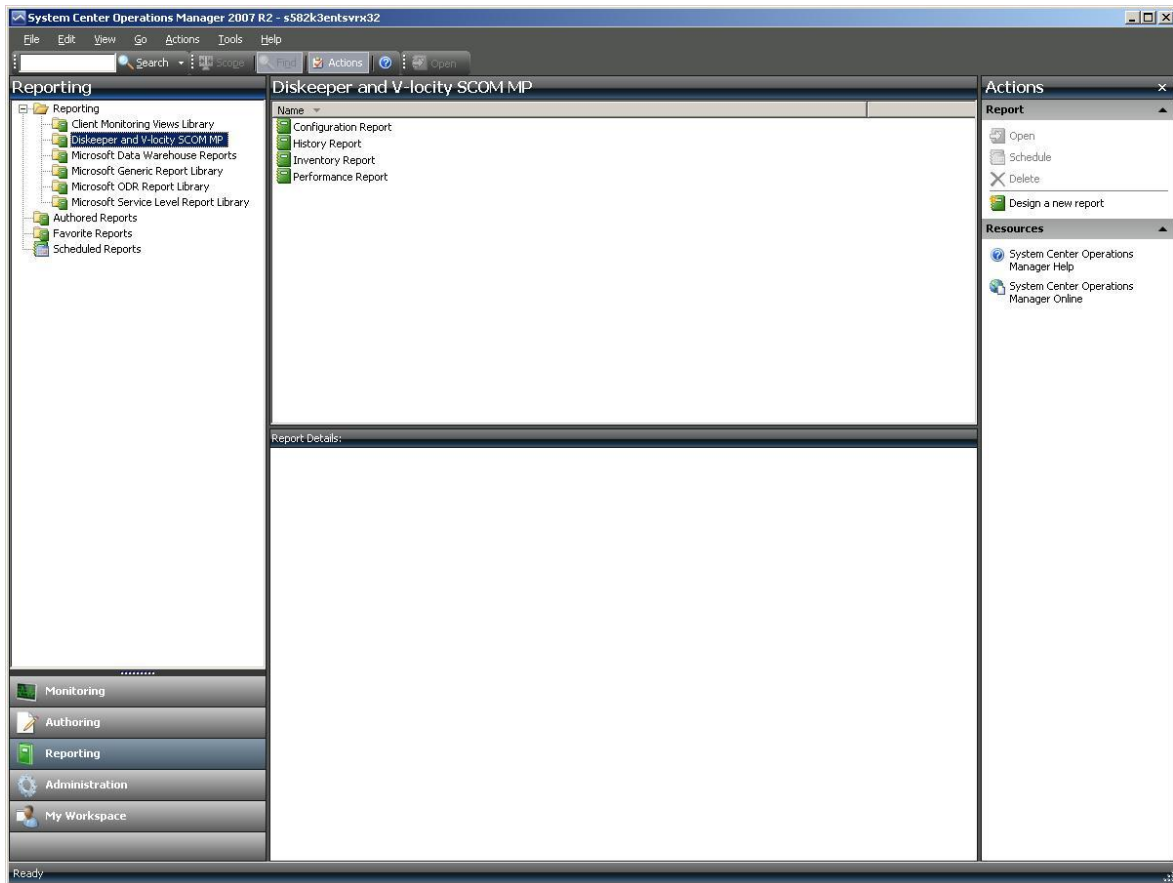 System Center Operations Manager 2007 R2 - s582k3entsvrx32
File Edit View Go Actions Tools Help
Search Scope Find Actions Open
Reporting
Reporting
Client Monitoring Views Library
Diskeeper and V-locity SCOM MP
Microsoft Data Warehouse Reports
Microsoft Generic Report Library
Microsoft ODR Report Library
Microsoft Service Level Report Library
Authored Reports
Favorite Reports
Scheduled Reports
Monitoring
Authoring
Reporting
Administration
My Workspace
Diskeeper and V-locity SCOM MP
Name
Configuration Report
History Report
Inventory Report
Performance Report
Report Details:
Actions
Report
Open
Schedule
Delete
Design a new report
Resources
System Center Operations
Manager Help
System Center Operations
Manager Online
Ready